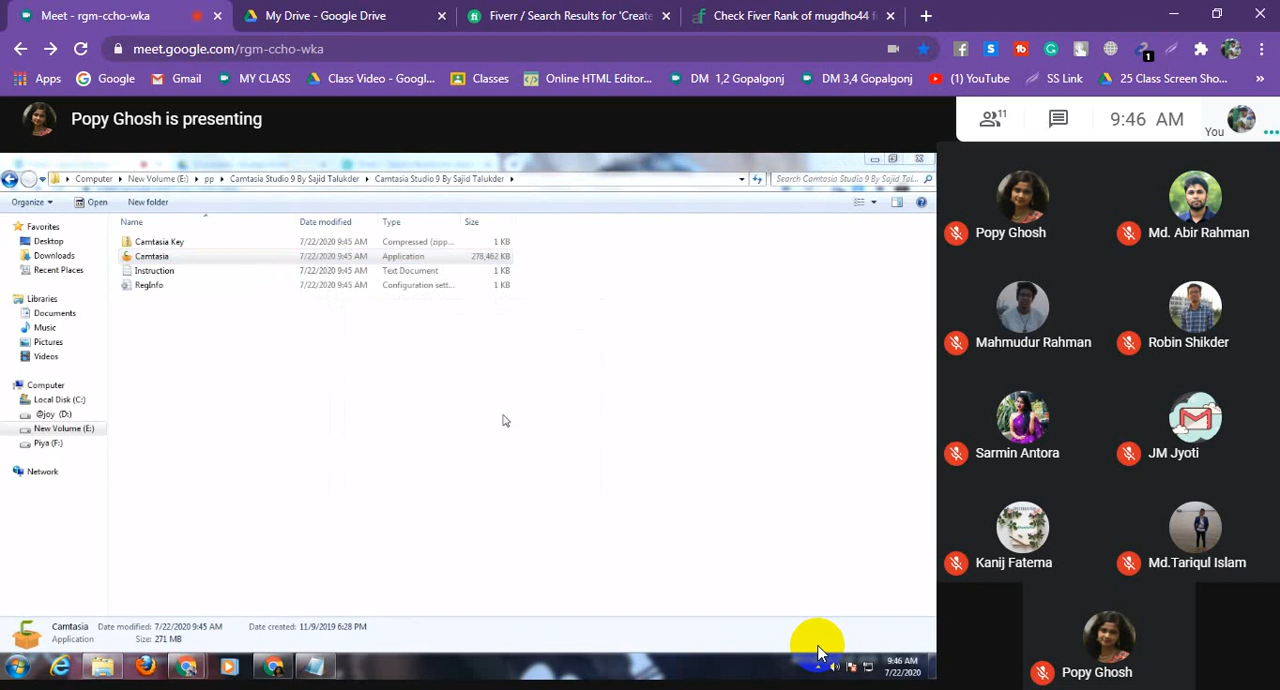 Meet - rgm-ccho-wka
My Drive - Google Drive
Fiverr / Search Results for 'Create
Check Fiver Rank of mugdho44 f
meet.google.com/rgm-ccho-wka
1
Apps
Google
Gmail
MY CLASS
Class Video - Googl...
Classes
Online HTML Editor...
DM 1,2 Gopalgonj
DM 3,4 Gopalgonj
(1) YouTube
SS Link
25 Class Screen Sho...
»
Popy Ghosh is presenting
11
9:46 AM
You
Computer
New Volume (E:)
pp
Camtasia Studio 9 By Sajid Talukder
Camtasia Studio 9 By Sajid Talukder
Search Camtasia Studio 9 By Sajid Tal...
Organize
Open
New folder
Name
Date modified
Type
Size
Favorites
Desktop
Downloads
Recent Places
Libraries
Documents
Music
Pictures
Videos
Computer
Local Disk (C:)
@joy (D:)
New Volume (E:)
Piya (F:)
Network
Camtasia Key 7/22/2020 9:45 AM Compressed (zipp... 1 KB
Camtasia 7/22/2020 9:45 AM Application 278,462 KB
Instruction 7/22/2020 9:45 AM Text Document 1 KB
RegInfo 7/22/2020 9:45 AM Configuration sett... 1 KB
Camtasia Date modified: 7/22/2020 9:45 AM Date created: 11/9/2019 6:28 PM
Application Size: 271 MB
9:46 AM
7/22/2020
Popy Ghosh
Md. Abir Rahman
Mahmudur Rahman
Robin Shikder
Sarmin Antora
JM Jyoti
Kanij Fatema
Md.Tariqul Islam
Popy Ghosh